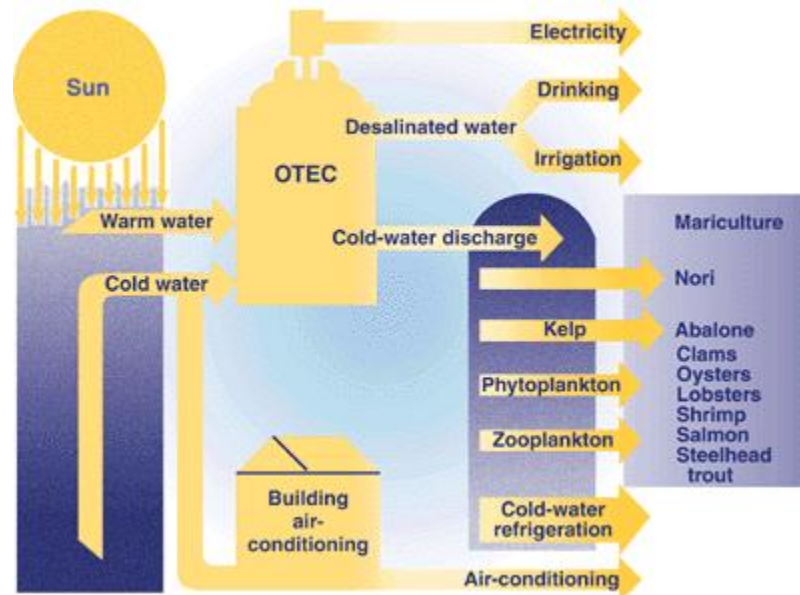 Sun
Electricity
Drinking
Desalinated water
Irrigation
OTEC
Warm water
Cold-water discharge
Cold water
Mariculture
Nori
Kelp
Abalone
Clams
Oysters
Lobsters
Shrimp
Salmon
Steelhead
trout
Phytoplankton
Zooplankton
Cold-water
refrigeration
Building
air-
conditioning
Air-conditioning